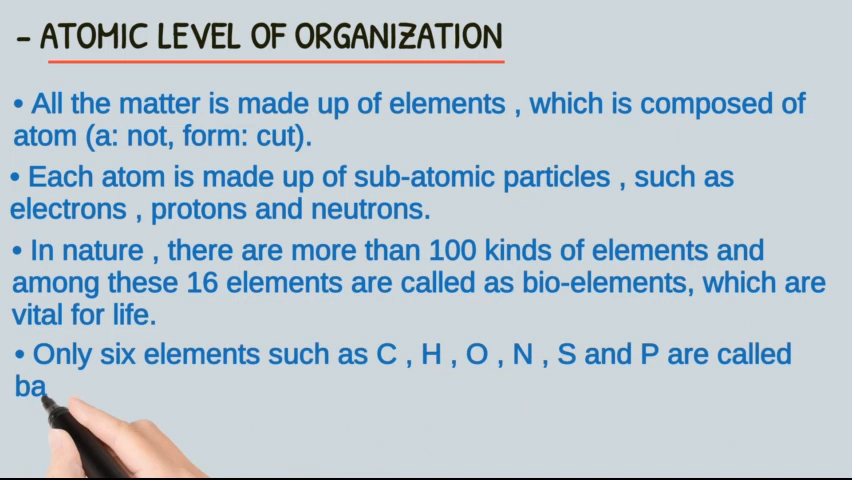 - ATOMIC LEVEL OF ORGANIZATION
• All the matter is made up of elements , which is composed of
atom (a: not, form: cut).
• Each atom is made up of sub-atomic particles , such as
electrons , protons and neutrons.
• In nature , there are more than 100 kinds of elements and
among these 16 elements are called as bio-elements, which are
vital for life.
• Only six elements such as C , H , O , N , S and P are called
ba